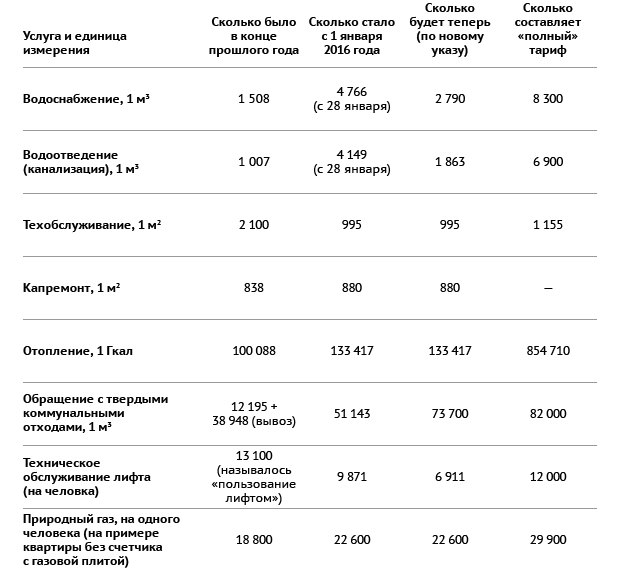 Услуга и единица измерения
Сколько было в конце прошлого года
Сколько стало с 1 января 2016 года
Сколько будет теперь (по новому указу)
Сколько составляет «полный» тариф
Водоснабжение, 1 м³
1 508
4 766
(с 28 января)
2 790
8 300
Водоотведение
(канализация), 1 м³
1 007
4 149
(с 28 января)
1 863
6 900
Техобслуживание, 1 м²
2 100
995
995
1 155
Капремонт, 1 м²
838
880
880
—
Отопление, 1 Гкал
100 088
133 417
133 417
854 710
Обращение с твердыми
коммунальными
отходами, 1 м³
12 195 +
38 948 (вывоз)
51 143
73 700
82 000
Техническое
обслуживание лифта
(на человка)
13 100
(называлось
«пользование
лифтом»)
9 871
6 911
12 000
Природный газ, на одного
человека (на примере
квартиры без счетчика
с газовой плитой)
18 800
22 600
22 600
29 900